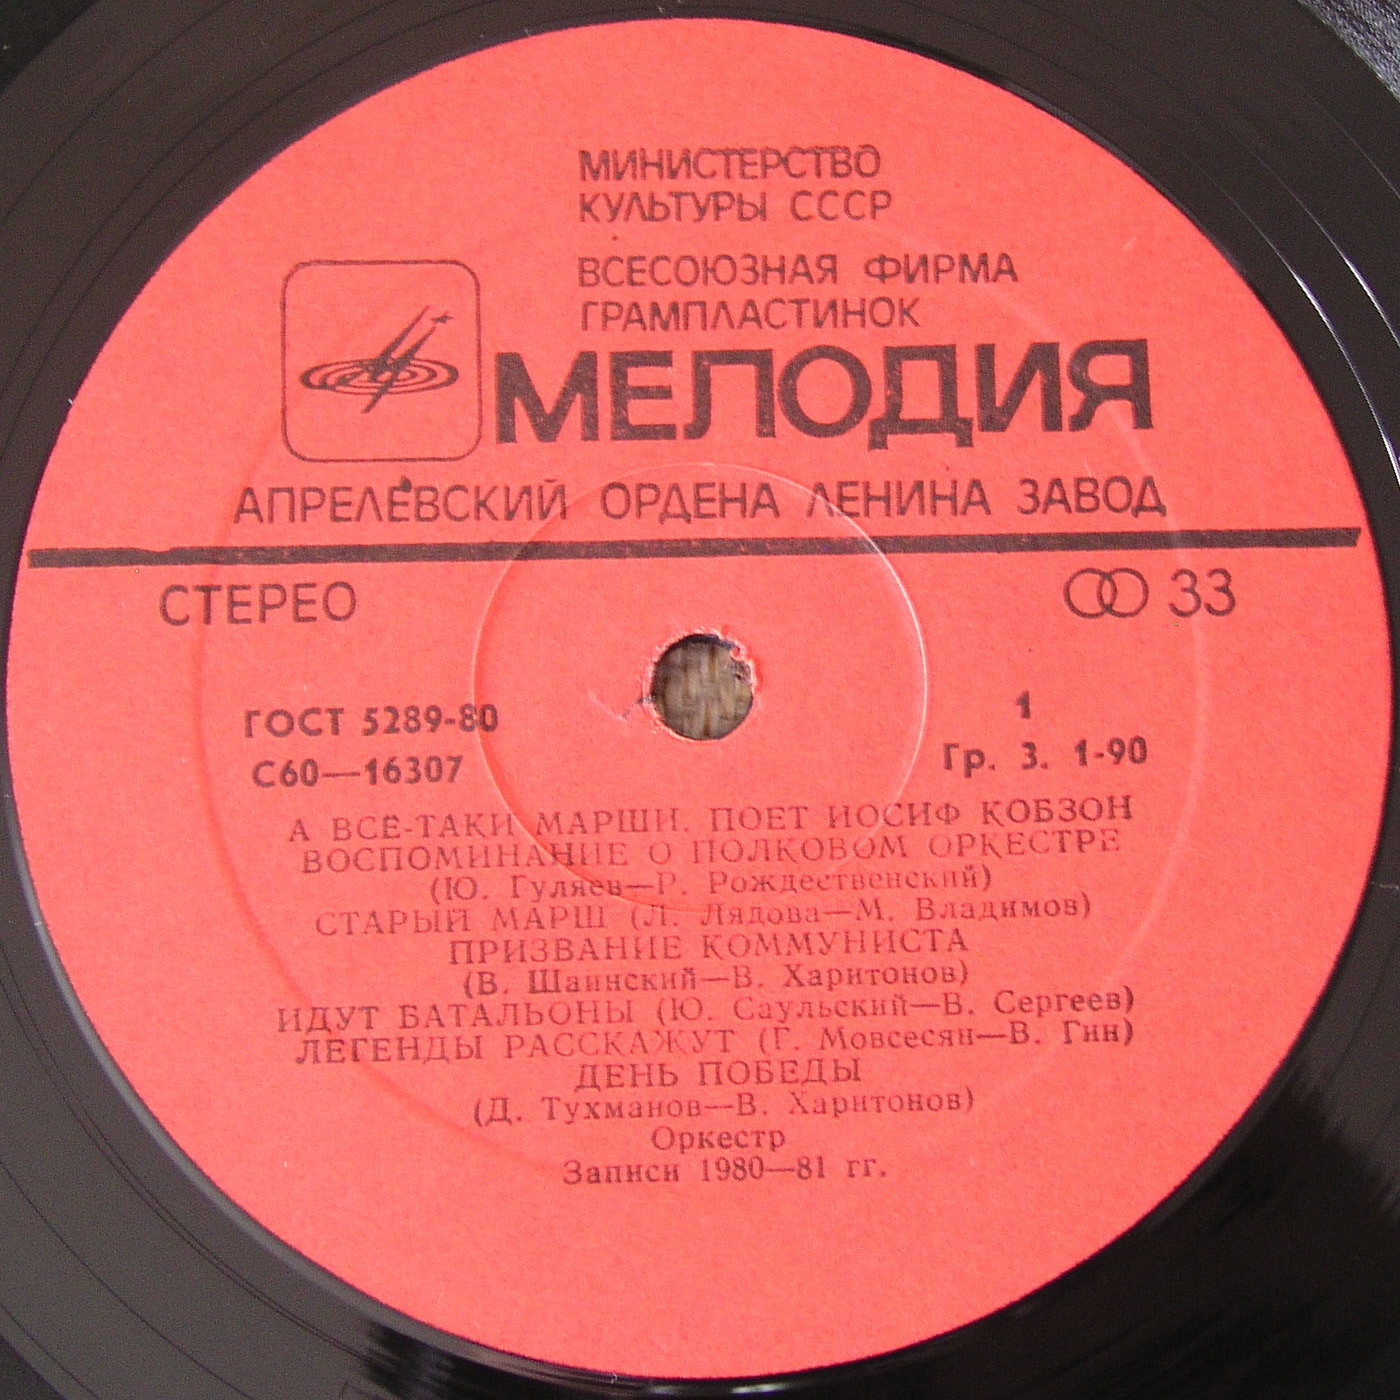 МИНИСТЕРСТВО
КУЛЬТУРЫ СССР
ВСЕСОЮЗНАЯ ФИРМА
ГРАМПЛАСТИНОК
МЕЛОДИЯ
АПРЕЛЕВСКИЙ ОРДЕНА ЛЕНИНА ЗАВОД
СТЕРЕО
33
ГОСТ 5289-80
С60—16307
1
Гр. 3. 1-90
А ВСЕ-ТАКИ МАРШИ. ПОЕТ ИОСИФ КОБЗОН
ВОСПОМИНАНИЕ О ПОЛКОВОМ ОРКЕСТРЕ
(Ю. Гуляев—Р. Рождественский)
СТАРЫЙ МАРШ (Л. Лядова—М. Владимов)
ПРИЗВАНИЕ КОММУНИСТА
(В. Шаинский—В. Харитонов)
ИДУТ БАТАЛЬОНЫ (Ю. Саульский—В. Сергеев)
ЛЕГЕНДЫ РАССКАЖУТ (Г. Мовсесян—В. Гин)
ДЕНЬ ПОБЕДЫ
(Д. Тухманов—В. Харитонов)
Оркестр
Записи 1980—81 гг.